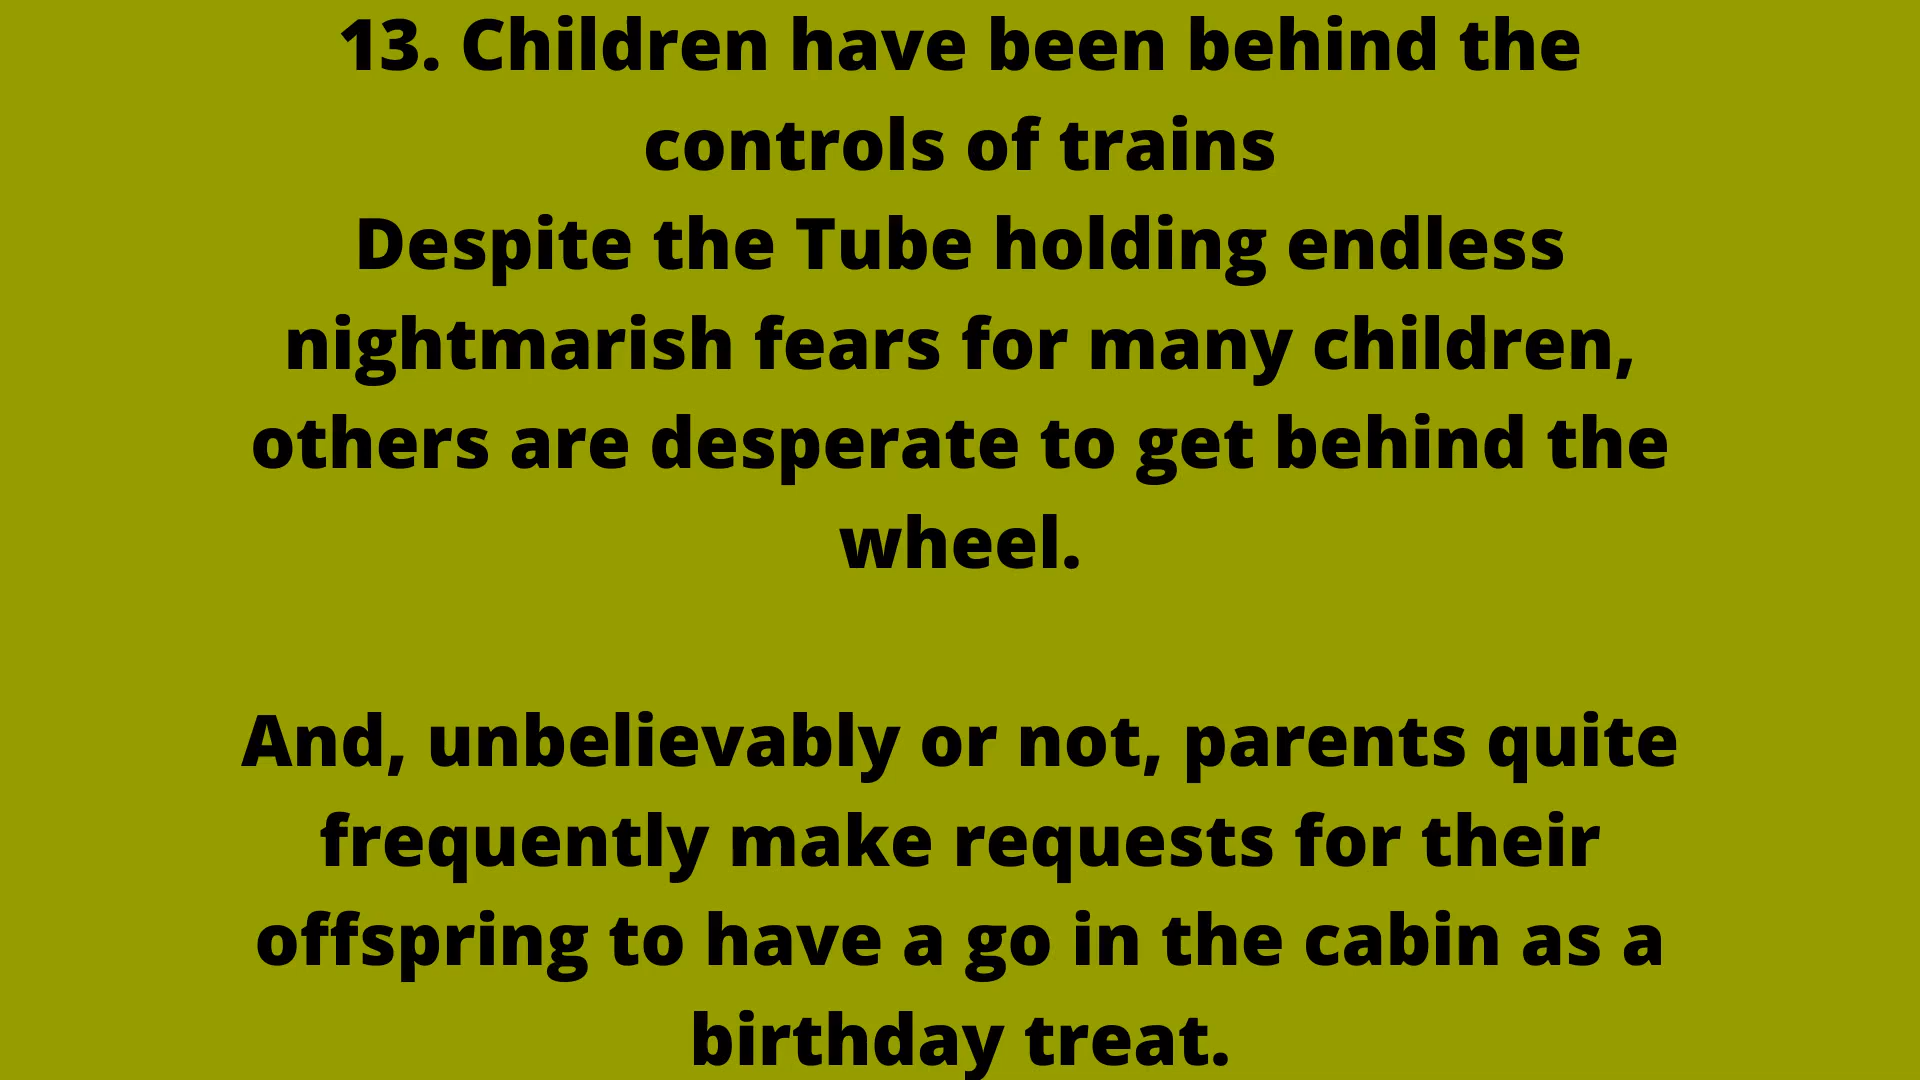 13. Children have been behind the
controls of trains
Despite the Tube holding endless
nightmarish fears for many children,
others are desperate to get behind the
wheel.
And, unbelievably or not, parents quite
frequently make requests for their
offspring to have a go in the cabin as a
birthday treat.